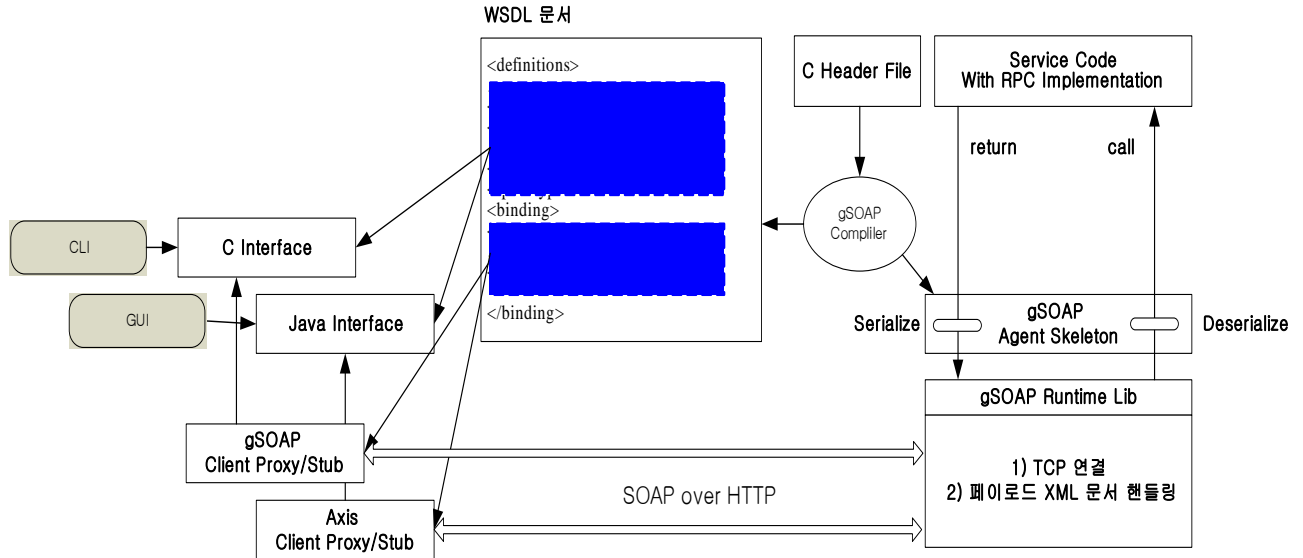 WSDL 문서
<definitions>
<binding>
</binding>
C Header File
Service Code
With RPC Implementation
return
call
gSOAP
Compliler
CLI
C Interface
GUI
Java Interface
Serialize
gSOAP
Agent Skeleton
Deserialize
gSOAP Runtime Lib
1) TCP 연결
2) 페이로드 XML 문서 핸들링
gSOAP
Client Proxy/Stub
SOAP over HTTP
Axis
Client Proxy/Stub